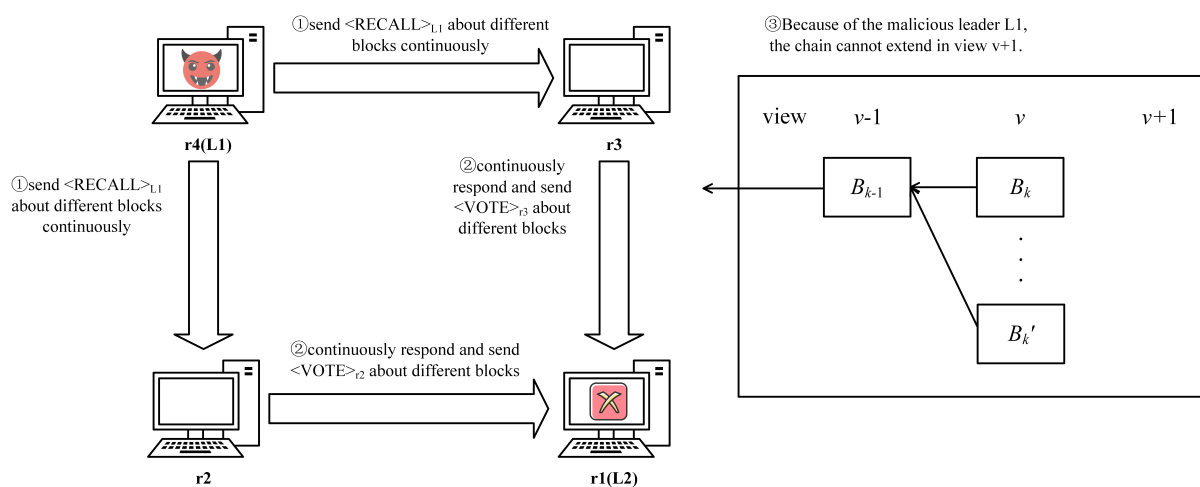 ①send <RECALL>L1 about different
blocks continuously
r4(L1)
r3
①send <RECALL>L1
about different blocks
continuously
②continuously
respond and send
<VOTE>r3 about
different blocks
②continuously respond and send
<VOTE>r2 about different blocks
r2
r1(L2)
③Because of the malicious leader L1,
the chain cannot extend in view v+1.
view v-1 v v+1
Bk-1 Bk
Bk'